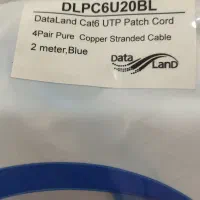 DLPC6U20BL
DataLand Cat6 UTP Patch Cord
4Pair Pure Copper Stranded Cable
2 meter,Blue
Data
Land